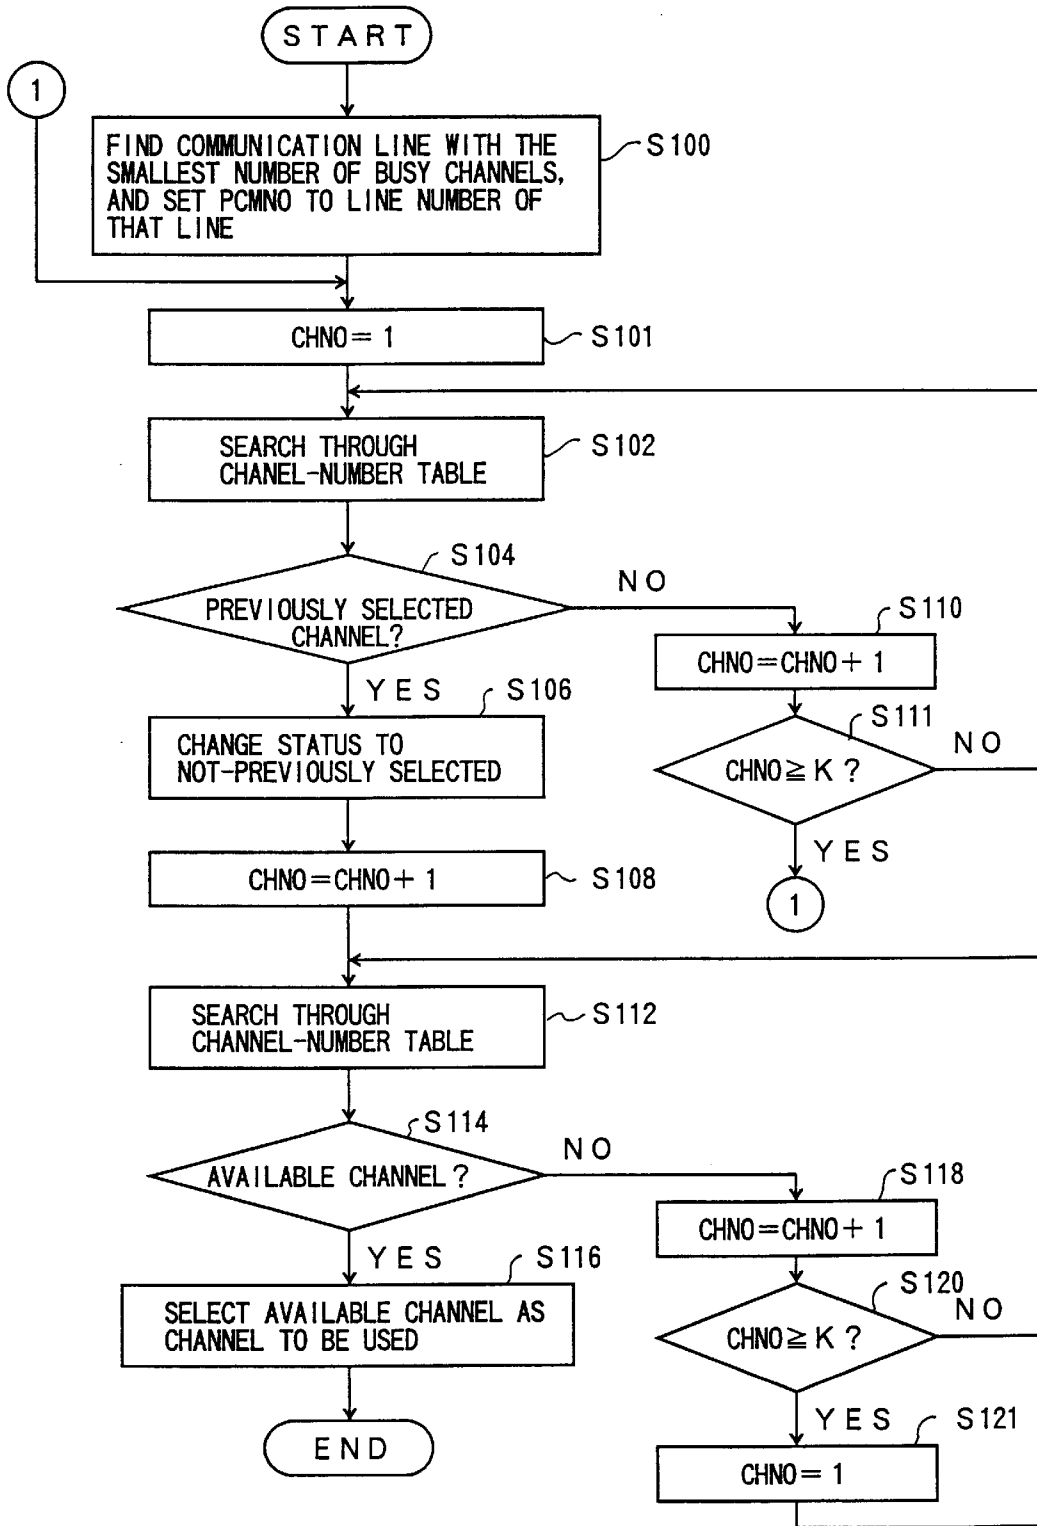 START
1
FIND COMMUNICATION LINE WITH THE
SMALLEST NUMBER OF BUSY CHANNELS,
AND SET PCMNO TO LINE NUMBER OF
THAT LINE
S100
CHNO=1
S101
SEARCH THROUGH
CHANEL-NUMBER TABLE
S102
S104
PREVIOUSLY SELECTED
CHANNEL?
NO
YES
S110
CHNO=CHNO+1
S106
CHANGE STATUS TO
NOT-PREVIOUSLY SELECTED
S111
CHNO≧K?
NO
YES
1
CHNO=CHNO+1
S108
SEARCH THROUGH
CHANNEL-NUMBER TABLE
S112
S114
AVAILABLE CHANNEL?
NO
YES
S118
CHNO=CHNO+1
S116
SELECT AVAILABLE CHANNEL AS
CHANNEL TO BE USED
S120
CHNO≧K?
NO
YES
END
S121
CHNO=1